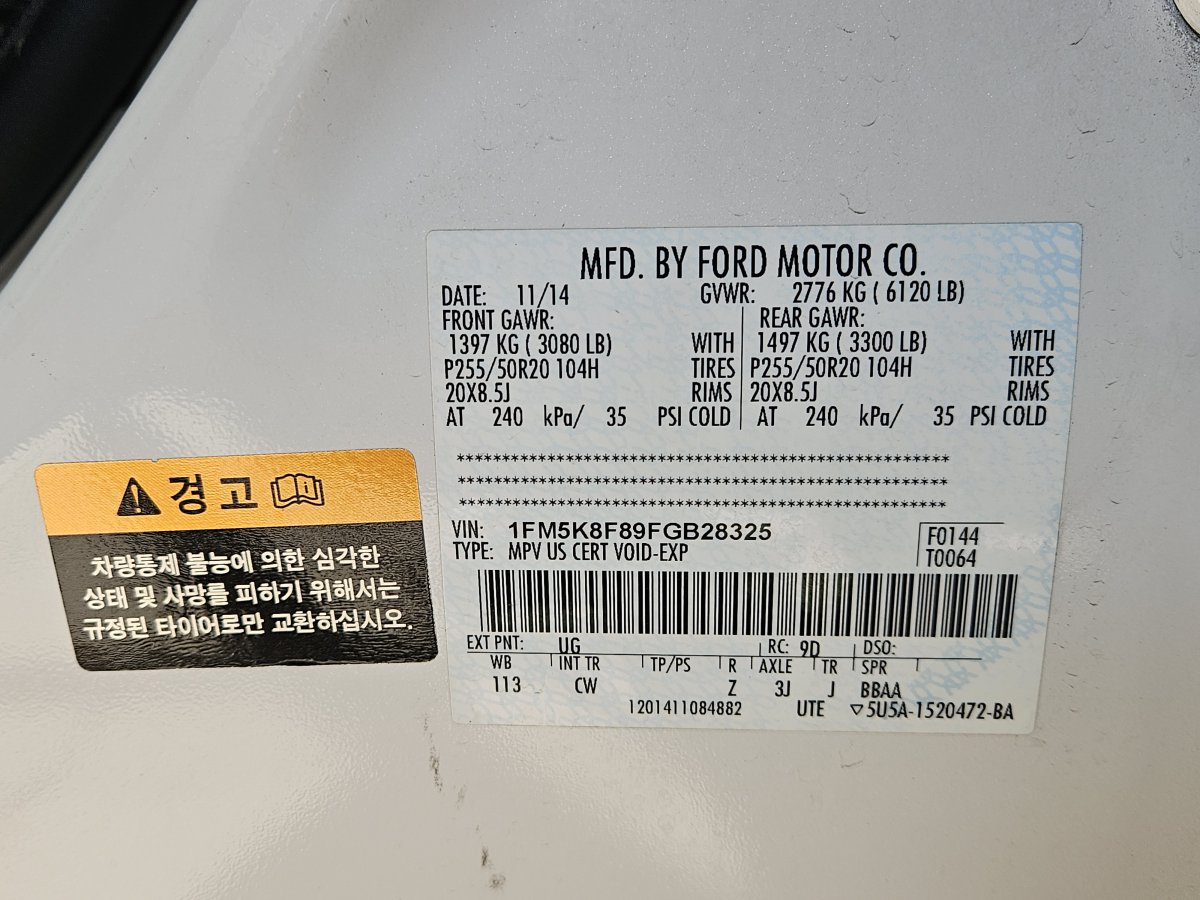 MFD. BY FORD MOTOR CO.
DATE: 11/14 GVWR: 2776 KG ( 6120 LB)
FRONT GAWR: REAR GAWR:
1397 KG ( 3080 LB) WITH 1497 KG ( 3300 LB) WITH
P255/50R20 104H TIRES P255/50R20 104H TIRES
20X8.5J RIMS 20X8.5J RIMS
AT 240 kPa/ 35 PSI COLD AT 240 kPa/ 35 PSI COLD
VIN: 1FM5K8F89FGB28325 F0144
TYPE: MPV US CERT VOID-EXP T0064
EXT PNT: UG RC: 9D DSO:
WB INT TR TP/PS R AXLE TR SPR
113 CW Z 3J J BBAA
1201411084882 UTE ▽5U5A-1520472-BA
경고
차량통제 불능에 의한 심각한
상태 및 사망를 피하기 위해서는
규정된 타이어로만 교환하십시오.